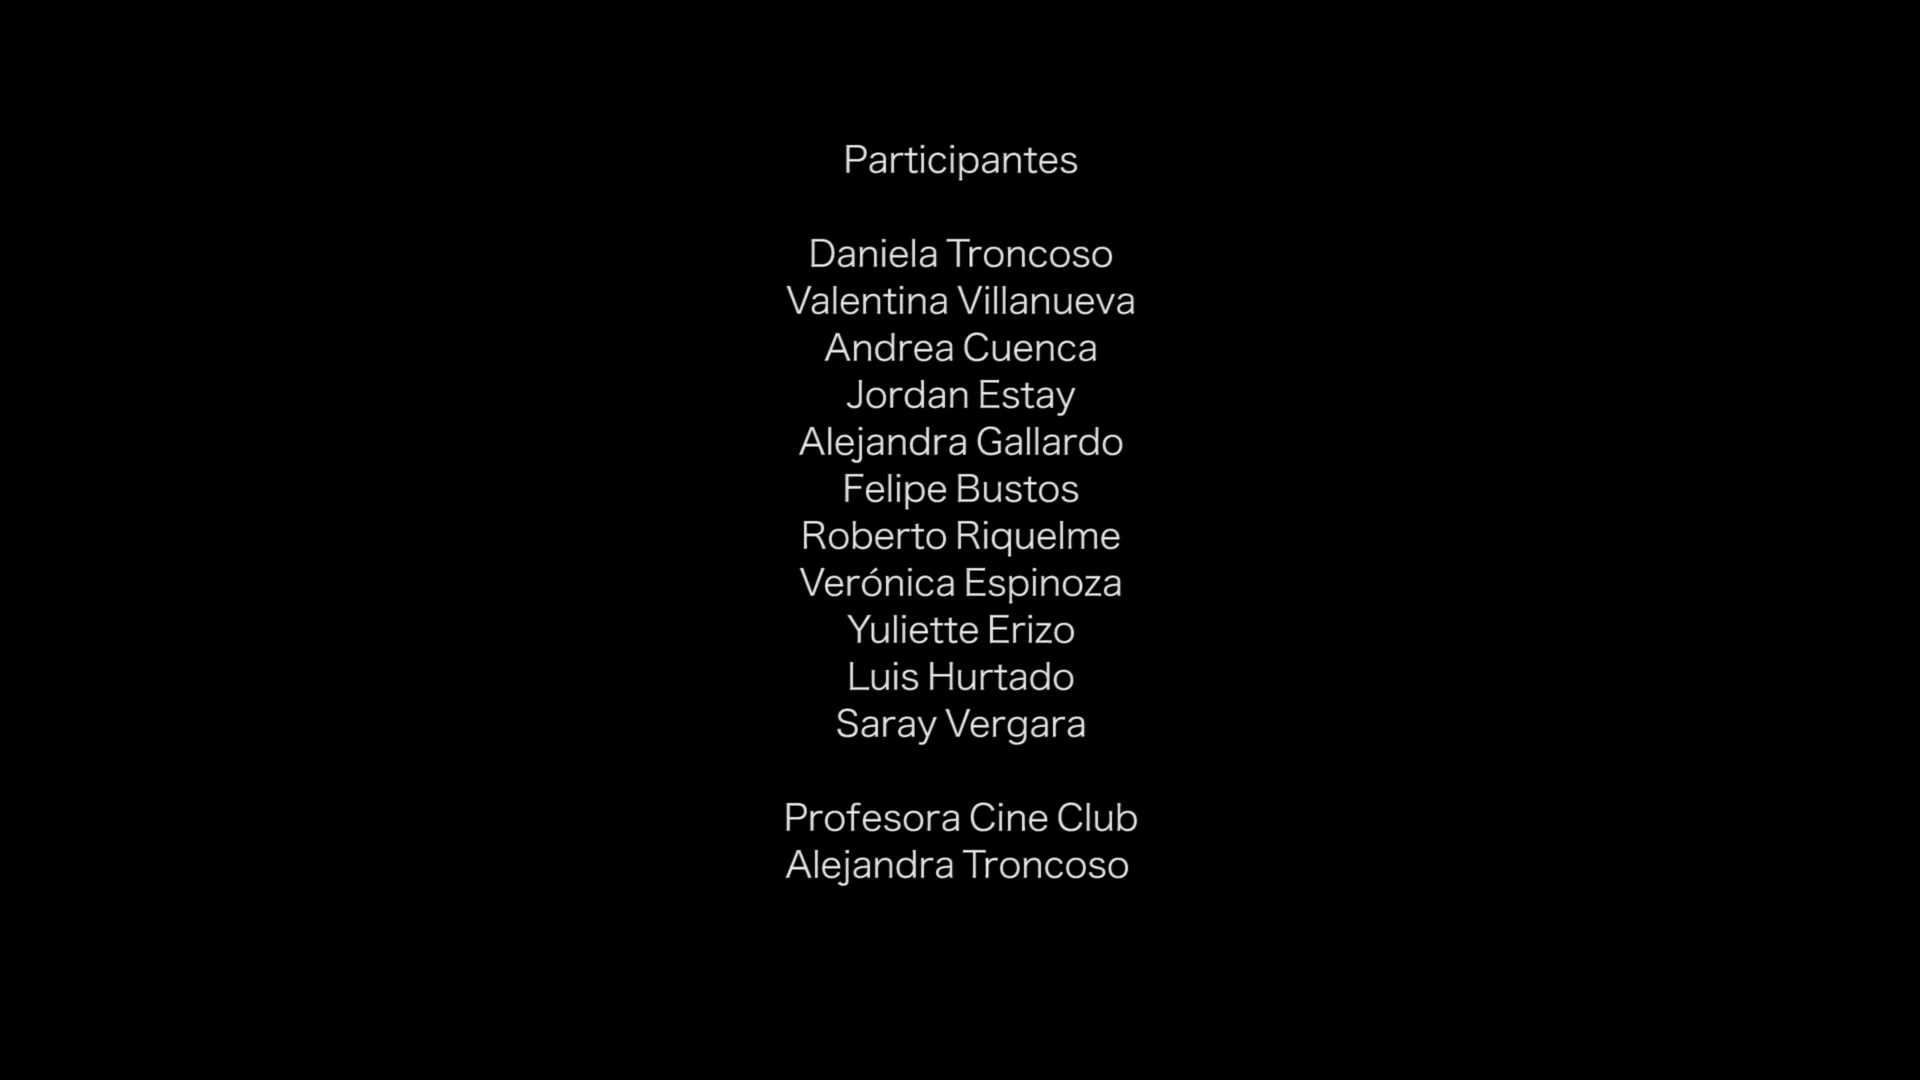 Participantes
Daniela Troncoso
Valentina Villanueva
Andrea Cuenca
Jordan Estay
Alejandra Gallardo
Felipe Bustos
Roberto Riquelme
Verónica Espinoza
Yuliette Erizo
Luis Hurtado
Saray Vergara
Profesora Cine Club
Alejandra Troncoso